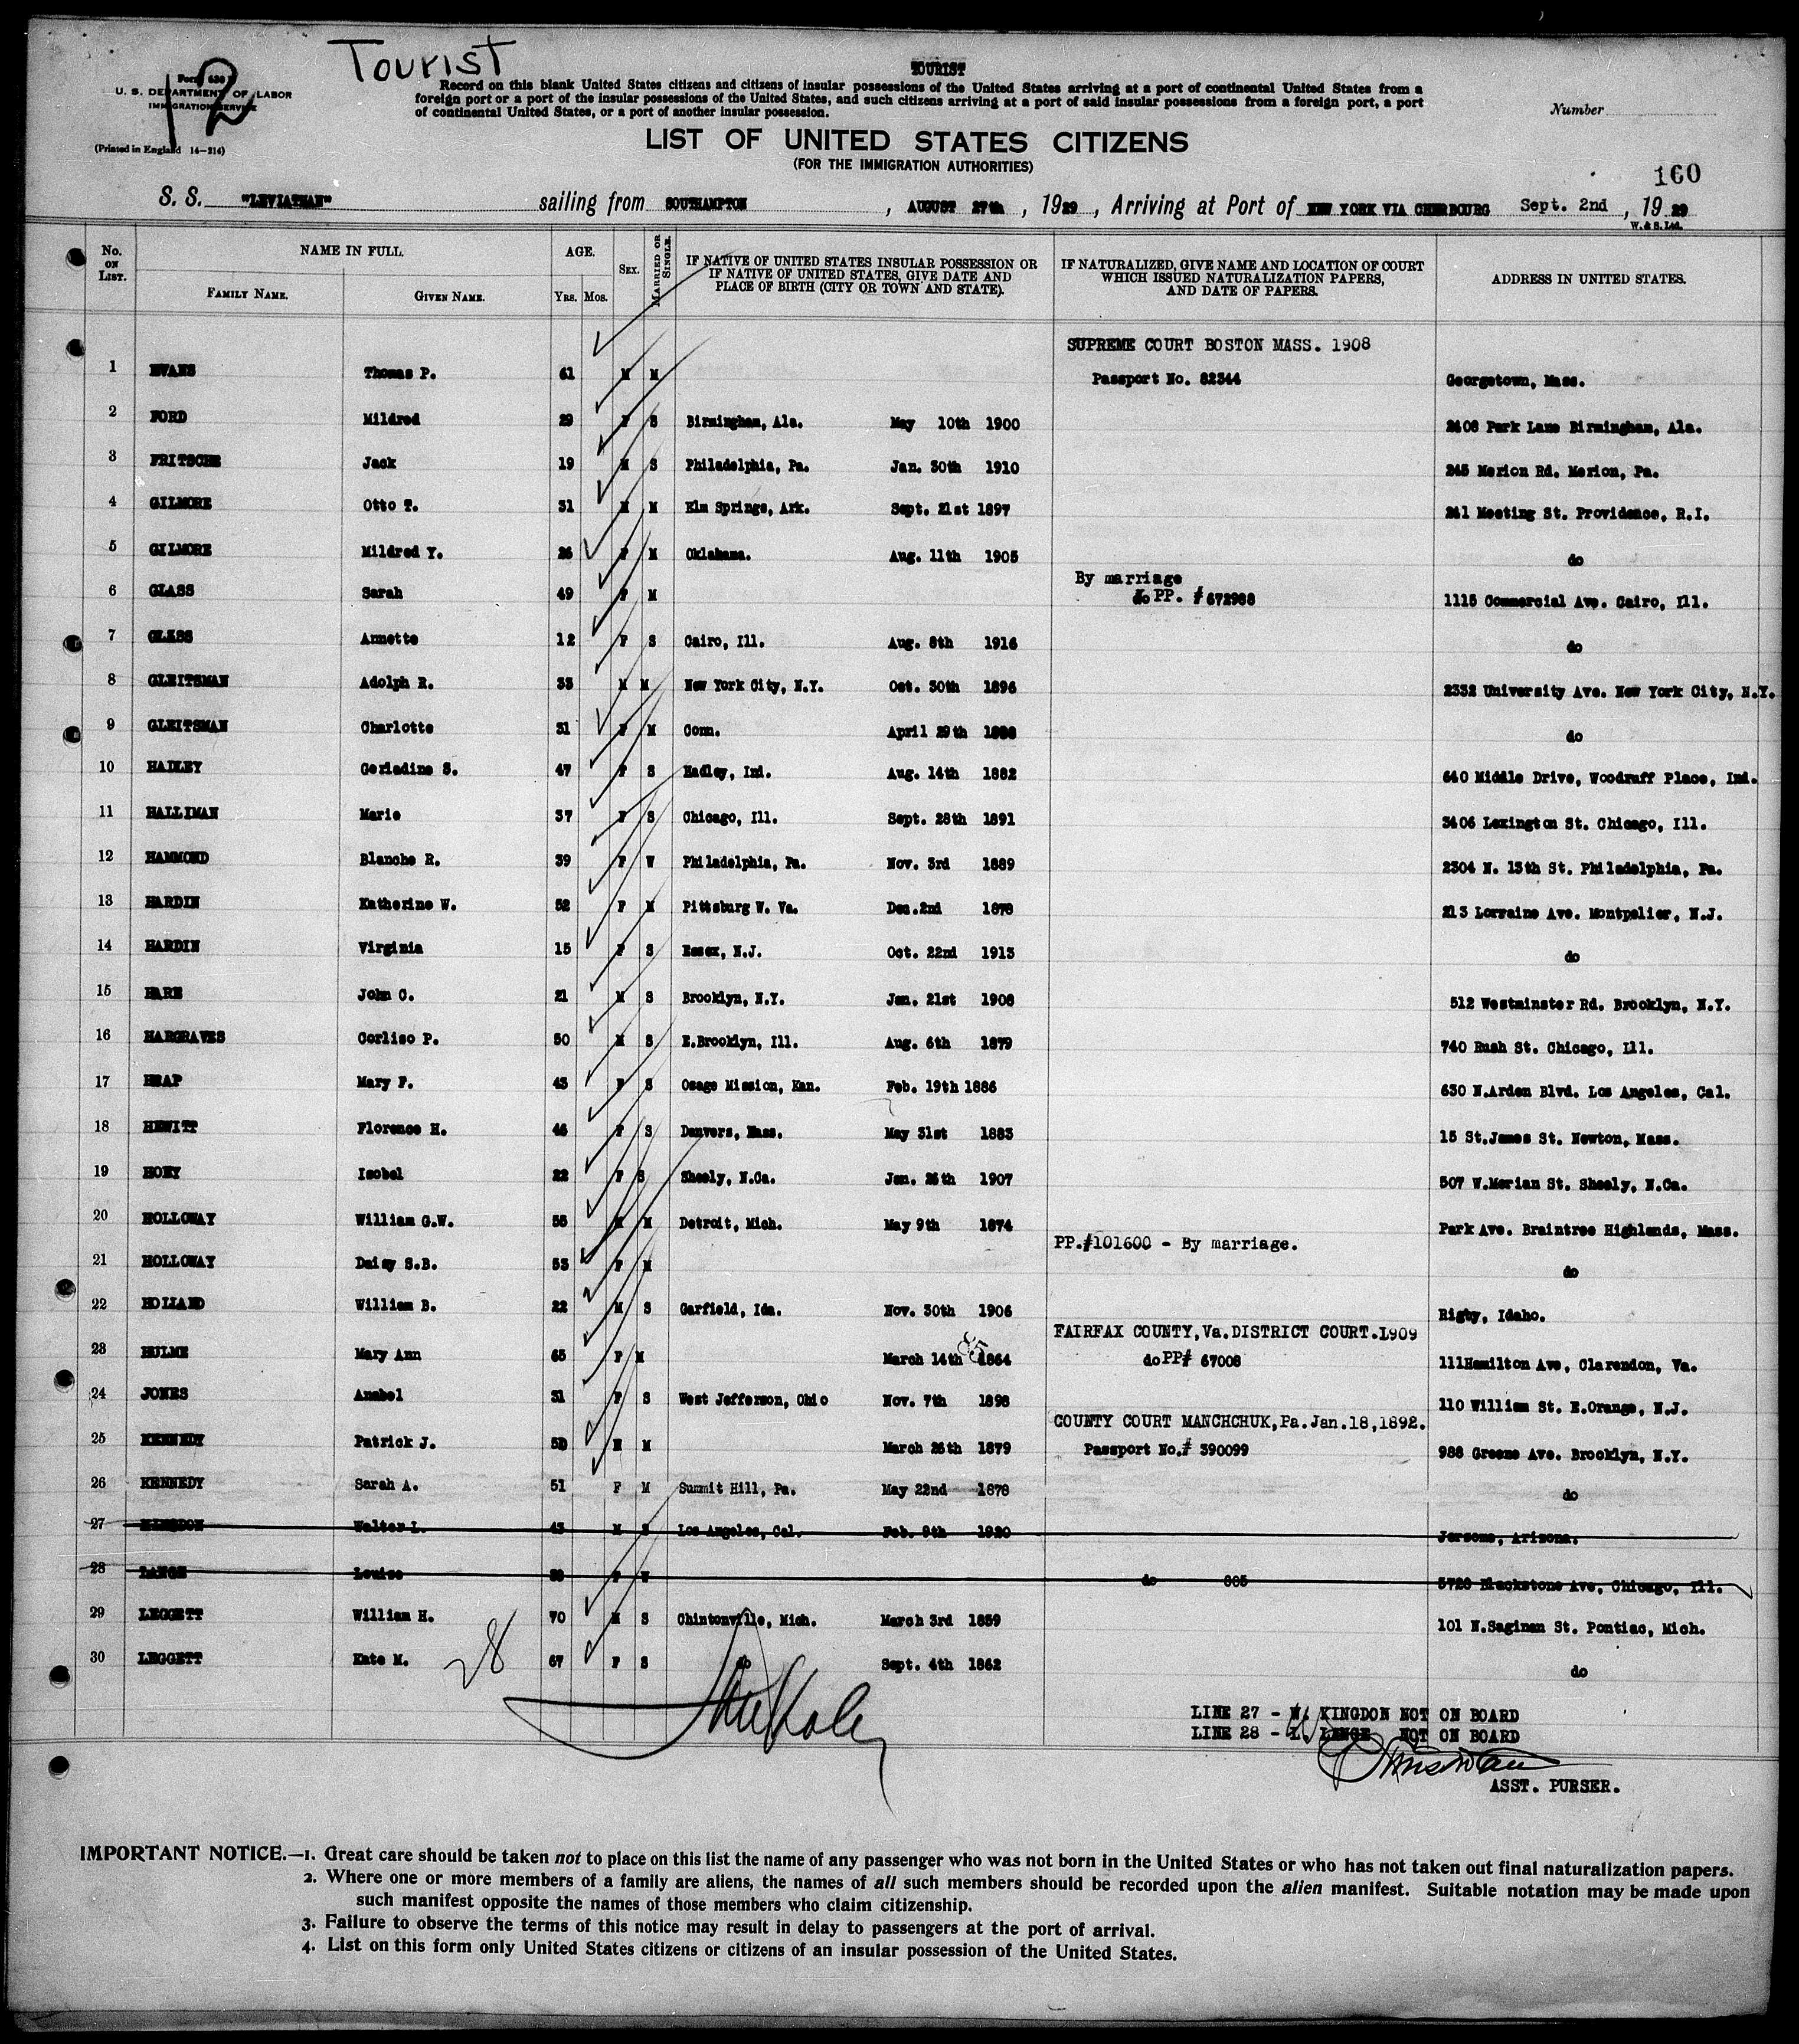 Tourist
12
TOURIST
Form 630
U. S. DEPARTMENT OF LABOR
IMMIGRATION SERVICE
(Printed in England 14—214)
Record on this blank United States citizens and citizens of insular possessions of the United States arriving at a port of continental United States from a
foreign port or a port of the insular possessions of the United States, and such citizens arriving at a port of said insular possessions from a foreign port, a port
of continental United States, or a port of another insular possession.
Number
LIST OF UNITED STATES CITIZENS
(FOR THE IMMIGRATION AUTHORITIES)
160
S. S. "LEVIATHAN" sailing from SOUTHAMPTON , AUGUST 27th , 1929 , Arriving at Port of NEW YORK VIA CHERBOURG Sept. 2nd , 1929
W. & S. Ltd.
No. ON LIST. NAME IN FULL. FAMILY NAME. GIVEN NAME. AGE. YRS. MOS. SEX. MARRIED OR SINGLE. IF NATIVE OF UNITED STATES INSULAR POSSESSION OR IF NATIVE OF UNITED STATES, GIVE DATE AND PLACE OF BIRTH (CITY OR TOWN AND STATE). IF NATURALIZED, GIVE NAME AND LOCATION OF COURT WHICH ISSUED NATURALIZATION PAPERS, AND DATE OF PAPERS. ADDRESS IN UNITED STATES.
SUPREME COURT BOSTON MASS. 1908
1 EVANS Thomas P. 61 M M Passport No. 82344 Georgetown, Mass.
2 FORD Mildred 29 F S Birmingham, Ala. May 10th 1900 2408 Park Lane Birmingham, Ala.
3 FRITSCHE Jack 19 M S Philadelphia, Pa. Jan. 30th 1910 245 Merion Rd. Merion, Pa.
4 GILMORE Otto T. 31 M M Elm Springs, Ark. Sept. 21st 1897 241 Meeting St. Providence, R.I.
5 GILMORE Mildred Y. 26 F M Oklahoma. Aug. 11th 1905 do
By marriage
6 GLASS Sarah 49 F M do PP. # 672988 1115 Commercial Ave. Cairo, Ill.
7 GLASS Annette 12 F S Cairo, Ill. Aug. 8th 1916 do
8 GLEITSMAN Adolph R. 33 M M New York City, N.Y. Oct. 30th 1896 2332 University Ave. New York City, N.Y.
9 GLEITSMAN Charlotte 31 F M Conn. April 29th do
10 HADLEY Geriadine S. 47 F S Hadley, Ind. Aug. 14th 1882 640 Middle Drive, Woodruff Place, Ind.
11 HALLIMAN Marie 37 F S Chicago, Ill. Sept. 28th 1891 3406 Lexington St. Chicago, Ill.
12 HAMMOND Blanche R. 39 F W Philadelphia, Pa. Nov. 3rd 1889 2304 N. 13th St. Philadelphia, Pa.
13 HARDIN Katherine W. 52 F M Pittsburg W. Va. Dec.2nd 1878 213 Lorraine Ave. Montpelier, N.J.
14 HARDIN Virginia 15 F S Essex, N.J. Oct. 22nd 1913 do
15 HARE John C. 21 M S Brooklyn, N.Y. Jan. 21st 1908 512 Westminster Rd. Brooklyn, N.Y.
16 HARGRAVES Corliso P. 50 M S E.Brooklyn, Ill. Aug. 6th 1879 740 Rush St. Chicago, Ill.
17 HEAP Mary F. 43 F S Osage Mission, Kan. Feb. 19th 1886 630 N.Arden Blvd. Los Angeles, Cal.
18 HEWITT Florence H. 46 F S Danvers, Mass. May 31st 1883 15 St.James St. Newton, Mass.
19 HOEY Isobel 22 F S Sheely, N.Ca. Jan. 26th 1907 507 W.Merian St. Sheely, N.Ca.
20 HOLLOWAY William G.W. 55 M M Detroit, Mich. May 9th 1874 Park Ave. Braintree Highlands, Mass.
PP.#101600 - By marriage.
21 HOLLOWAY Daisy S.B. 53 F M do
22 HOLLAND William B. 22 M S Garfield, Ida. Nov. 30th 1906 Rigby, Idaho.
FAIRFAX COUNTY,Va.DISTRICT COURT.1909
23 HULME Mary Ann 65 F M March 14th 1864 85 do PP# 67008 111Hamilton Ave, Clarendon, Va.
24 JONES Anabel 31 F S West Jefferson, Ohio Nov. 7th 1898 110 William St. E.Orange, N.J.
COUNTY COURT MANCHCHUK,Pa.Jan.18,1892.
25 KENNEDY Patrick J. 50 M M March 26th 1879 Passport No.# 390099 988 Greene Ave. Brooklyn, N.Y.
26 KENNEDY Sarah A. 51 F M Summit Hill, Pa. May 22nd 1878 do
27 KINGDON Walter L. 43 M S Los Angeles, Cal. Feb. 9th 1920 Jersome, Arizona.
28 LANGE Louise F W do 5728 Blackstone Ave, Chicago, Ill.
29 LEGGETT William H. 70 M S Chintonville, Mich. March 3rd 1859 101 N.Saginan St. Pontiac, Mich.
30 LEGGETT Kate M. 67 F S do Sept. 4th 1862 do
28
LINE 27 - W. KINGDON NOT ON BOARD
LINE 28 - L. LANGE NOT ON BOARD
ASST. PURSER.
IMPORTANT NOTICE.—1. Great care should be taken not to place on this list the name of any passenger who was not born in the United States or who has not taken out final naturalization papers.
2. Where one or more members of a family are aliens, the names of all such members should be recorded upon the alien manifest. Suitable notation may be made upon
such manifest opposite the names of those members who claim citizenship.
3. Failure to observe the terms of this notice may result in delay to passengers at the port of arrival.
4. List on this form only United States citizens or citizens of an insular possession of the United States.